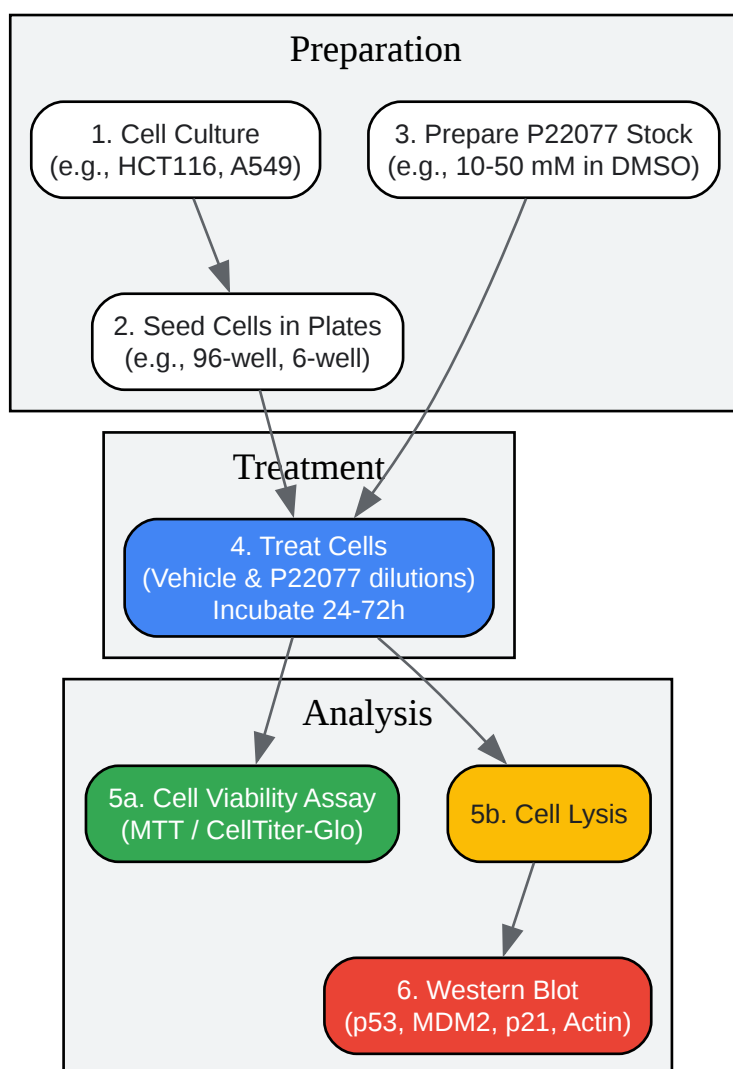 Preparation
1. Cell Culture
(e.g., HCT116, A549)
3. Prepare P22077 Stock
(e.g., 10-50 mM in DMSO)
2. Seed Cells in Plates
(e.g., 96-well, 6-well)
Treatment
4. Treat Cells
(Vehicle & P22077 dilutions)
Incubate 24-72h
Analysis
5a. Cell Viability Assay
(MTT / CellTiter-Glo)
5b. Cell Lysis
6. Western Blot
(p53, MDM2, p21, Actin)